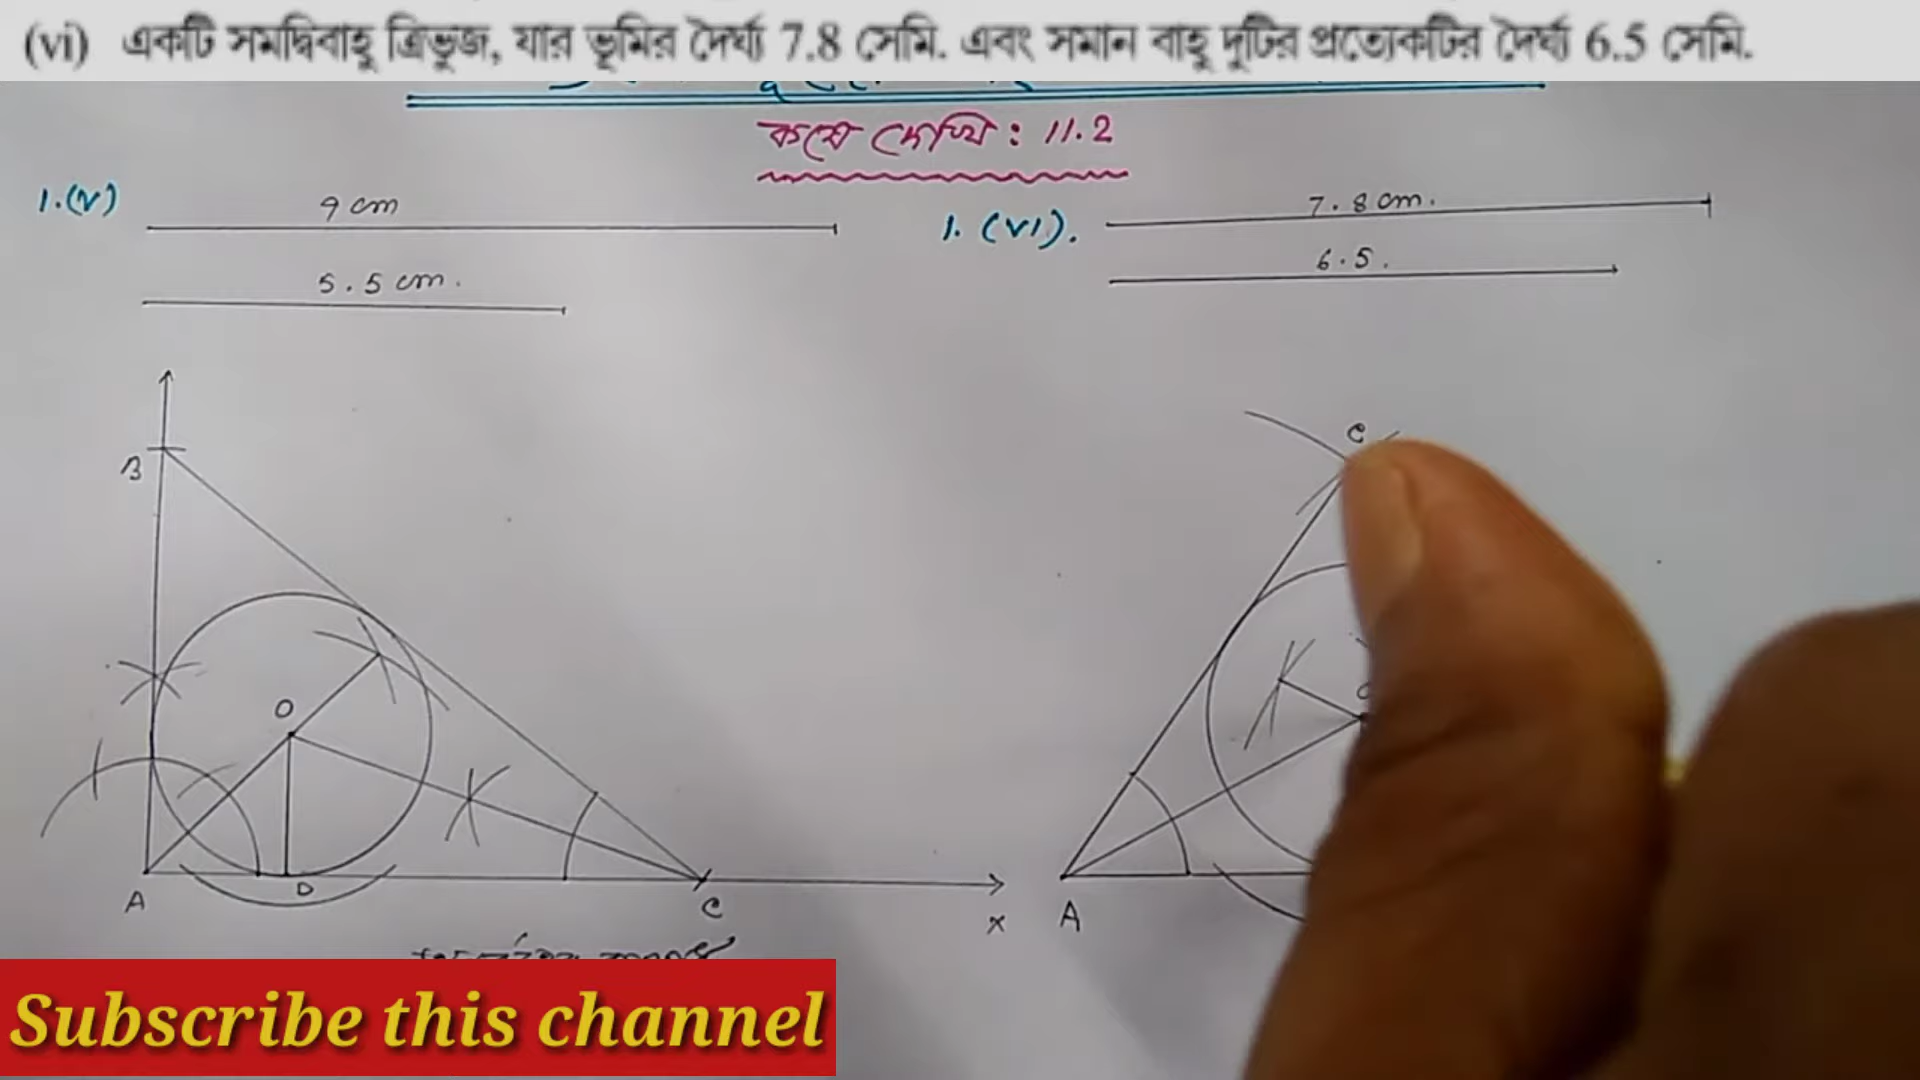 (vi) একটি সমদ্বিবাহু ত্রিভুজ, যার ভূমির দৈর্ঘ্য 7.8 সেমি. এবং সমান বাহু দুটির প্রত্যেকটির দৈর্ঘ্য 6.5 সেমি.
কষে দেখি : 11.2
1.(v)
9 cm
5.5 cm.
1. (vi).
7.8 cm.
6.5.
B
O
A
D
C
x
C
A
Subscribe this channel